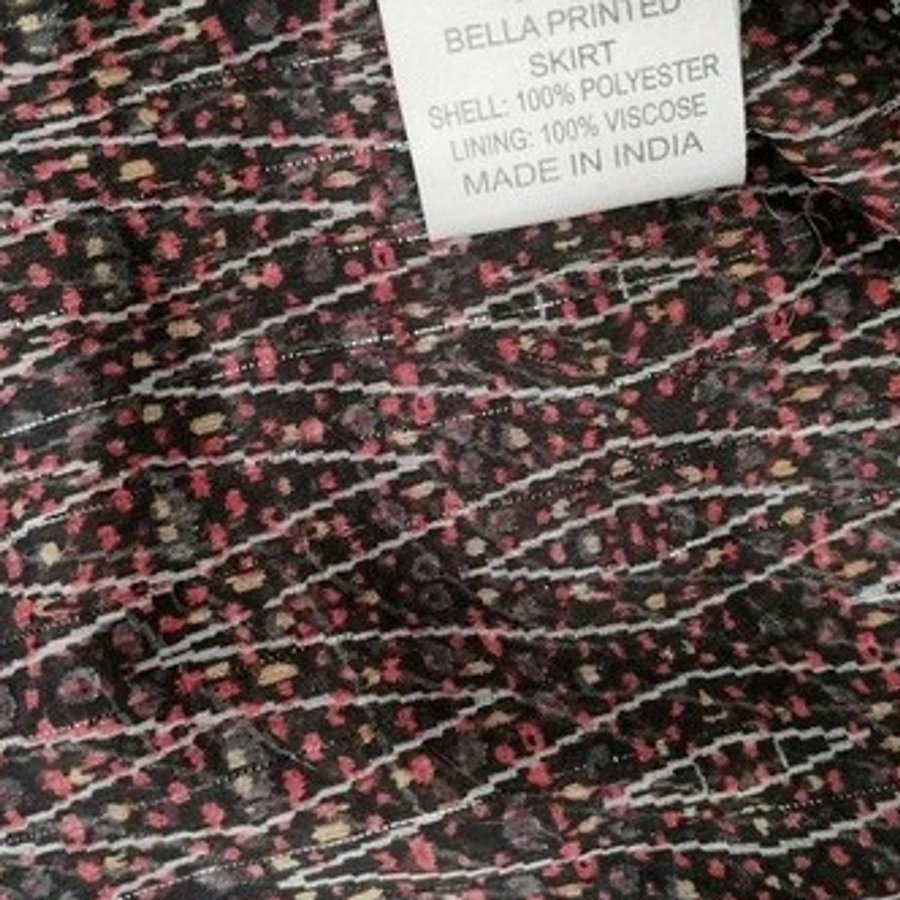 BELLA PRINTED
SKIRT
SHELL: 100% POLYESTER
LINING: 100% VISCOSE
MADE IN INDIA